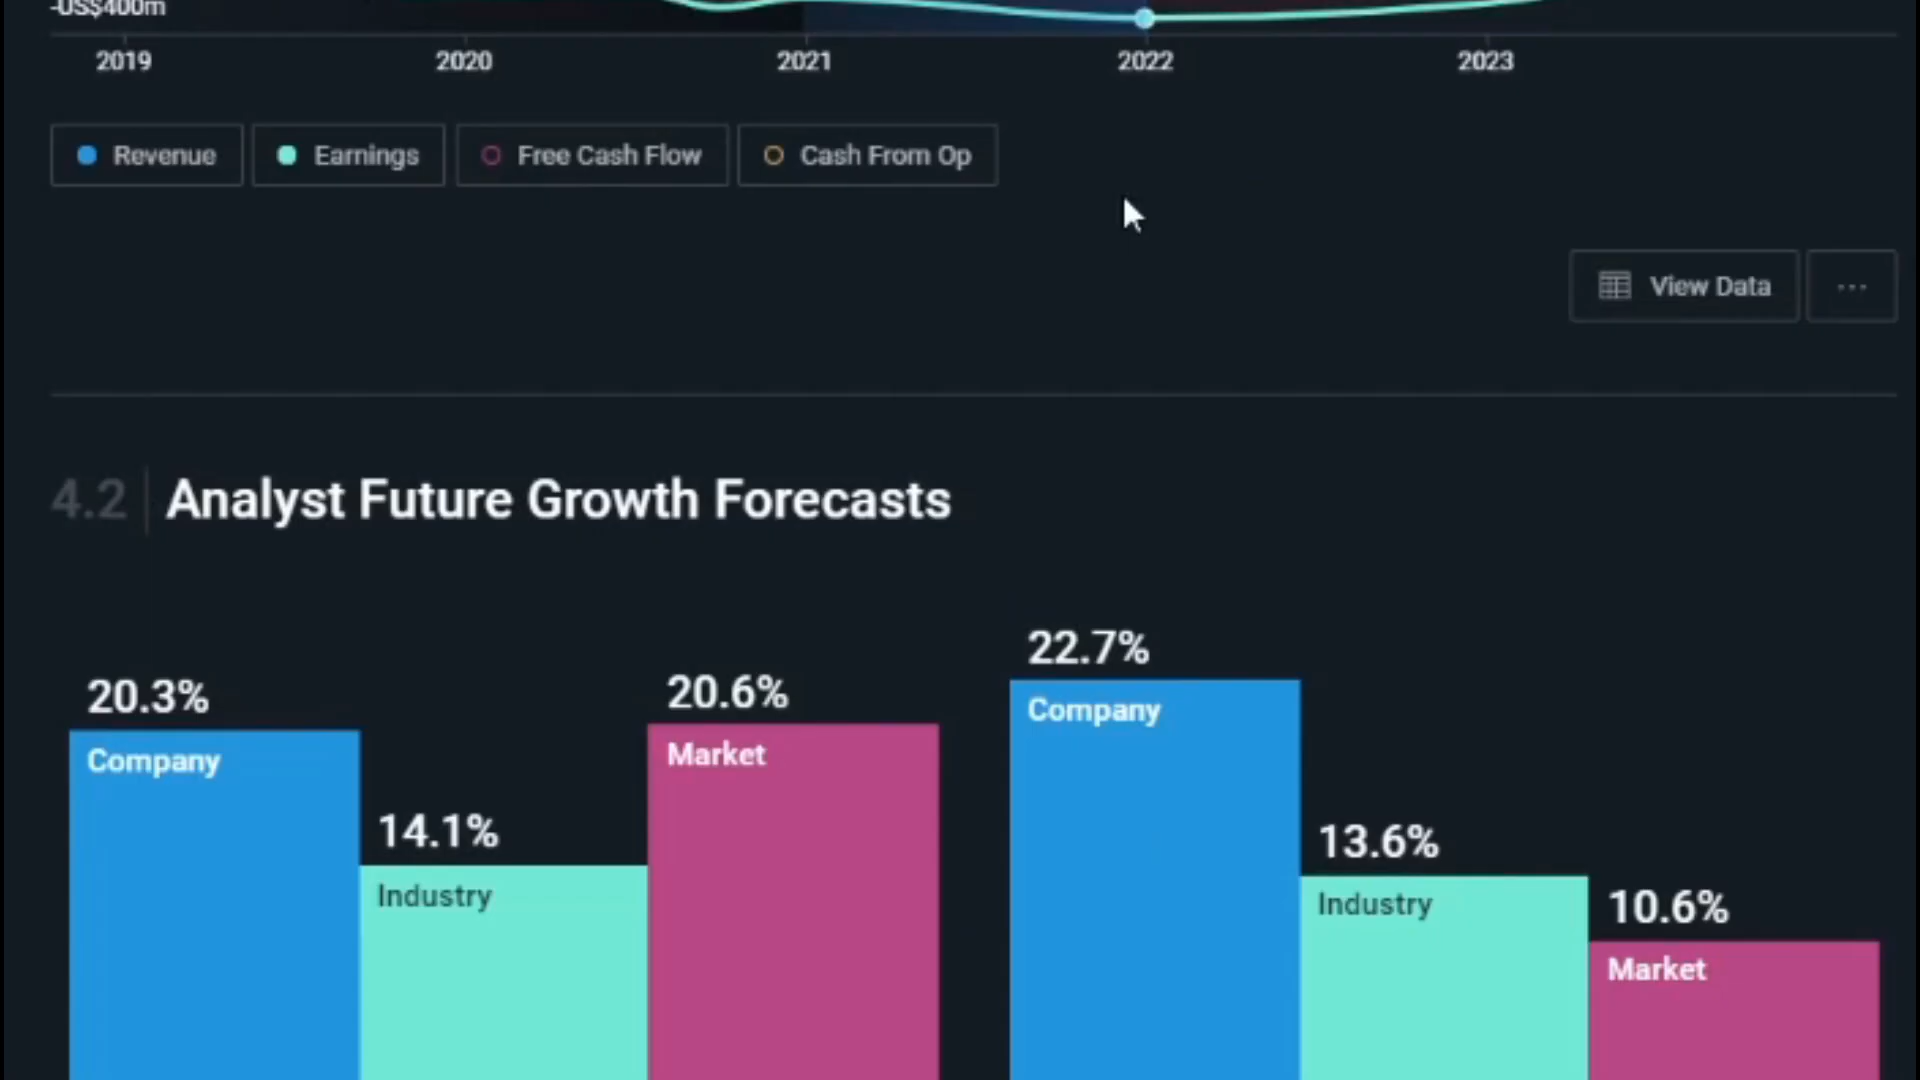 -US$400m
2019 2020 2021 2022 2023
Revenue Earnings Free Cash Flow Cash From Op
View Data ...
4.2 Analyst Future Growth Forecasts
20.3%
Company
14.1%
Industry
20.6%
Market
22.7%
Company
13.6%
Industry
10.6%
Market